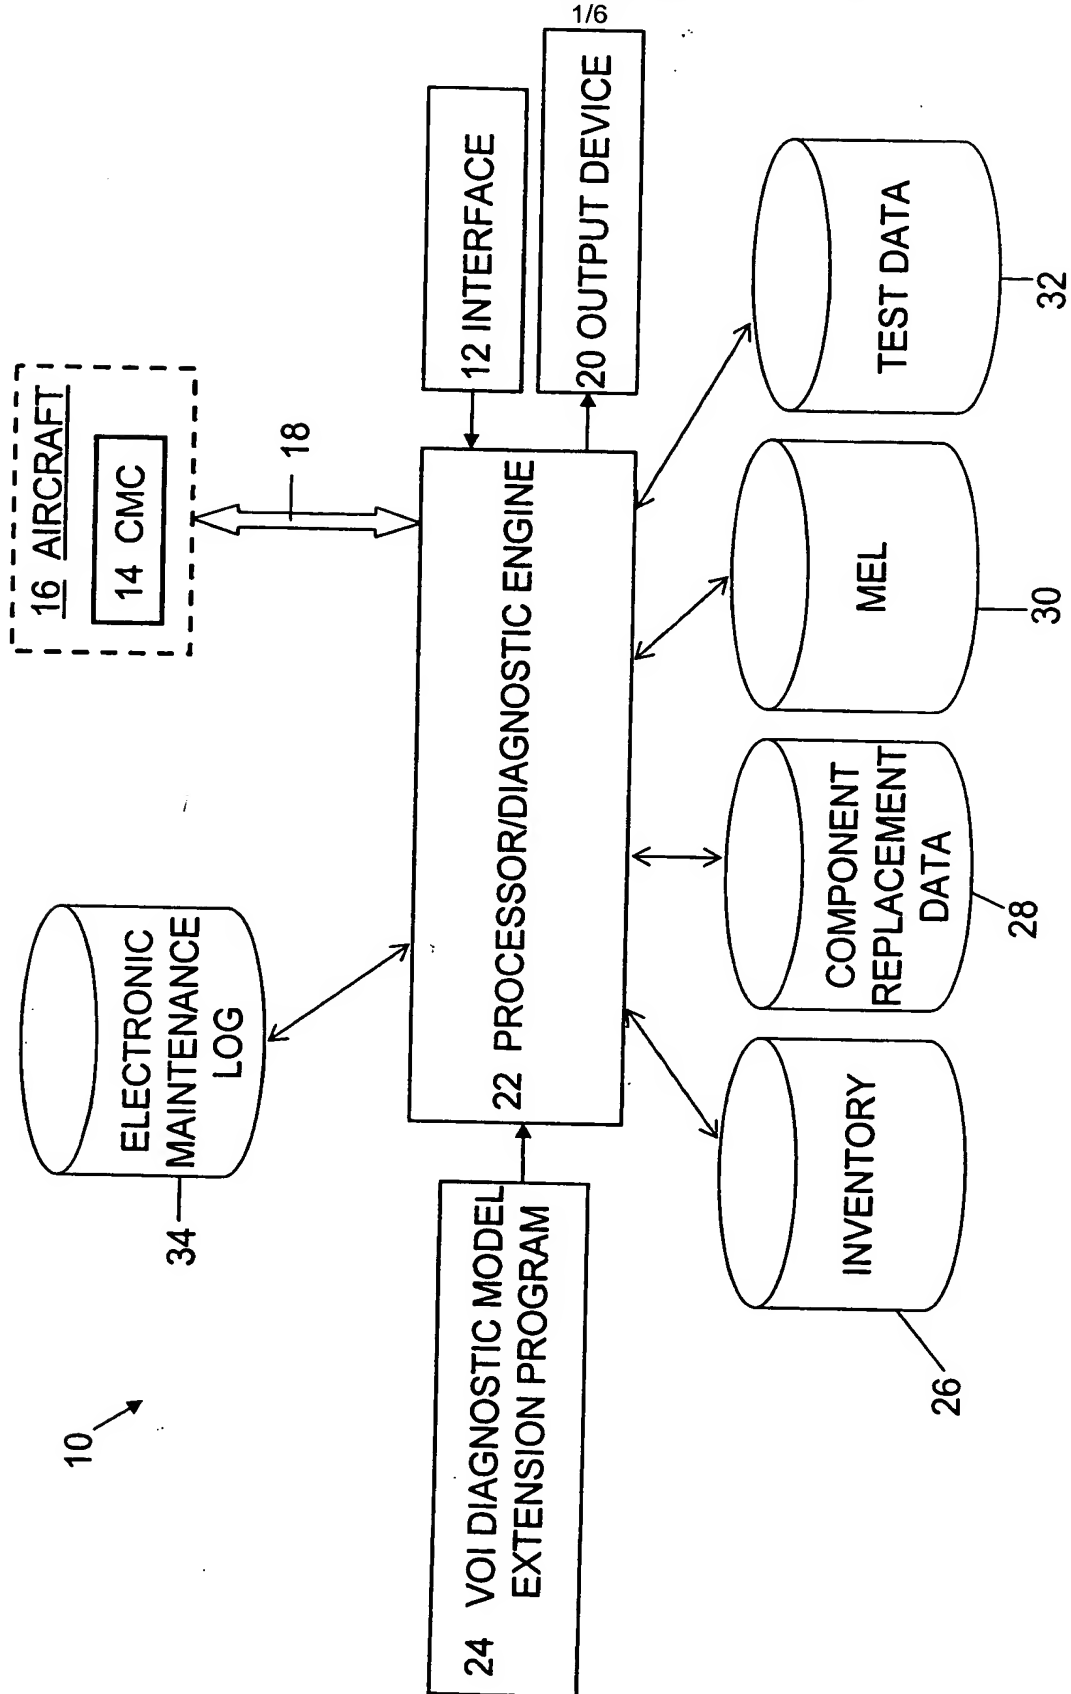 1/6
10
16 AIRCRAFT
14 CMC
18
34
ELECTRONIC
MAINTENANCE
LOG
12 INTERFACE
20 OUTPUT DEVICE
22 PROCESSOR/DIAGNOSTIC ENGINE
24 VOI DIAGNOSTIC MODEL
EXTENSION PROGRAM
INVENTORY
26
COMPONENT
REPLACEMENT
DATA
28
MEL
30
TEST DATA
32